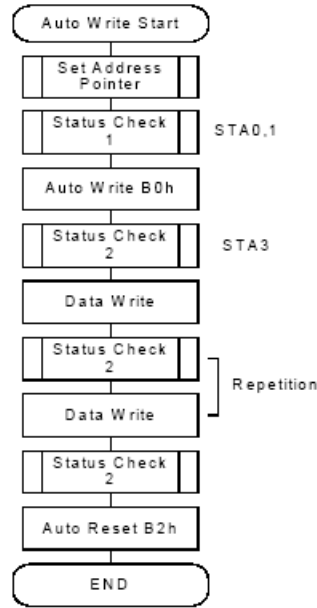 Auto Write Start
Set Address
Pointer
Status Check
1
STA0,1
Auto Write B0h
Status Check
2
STA3
Data Write
Status Check
2
Repetition
Data Write
Status Check
2
Auto Reset B2h
END